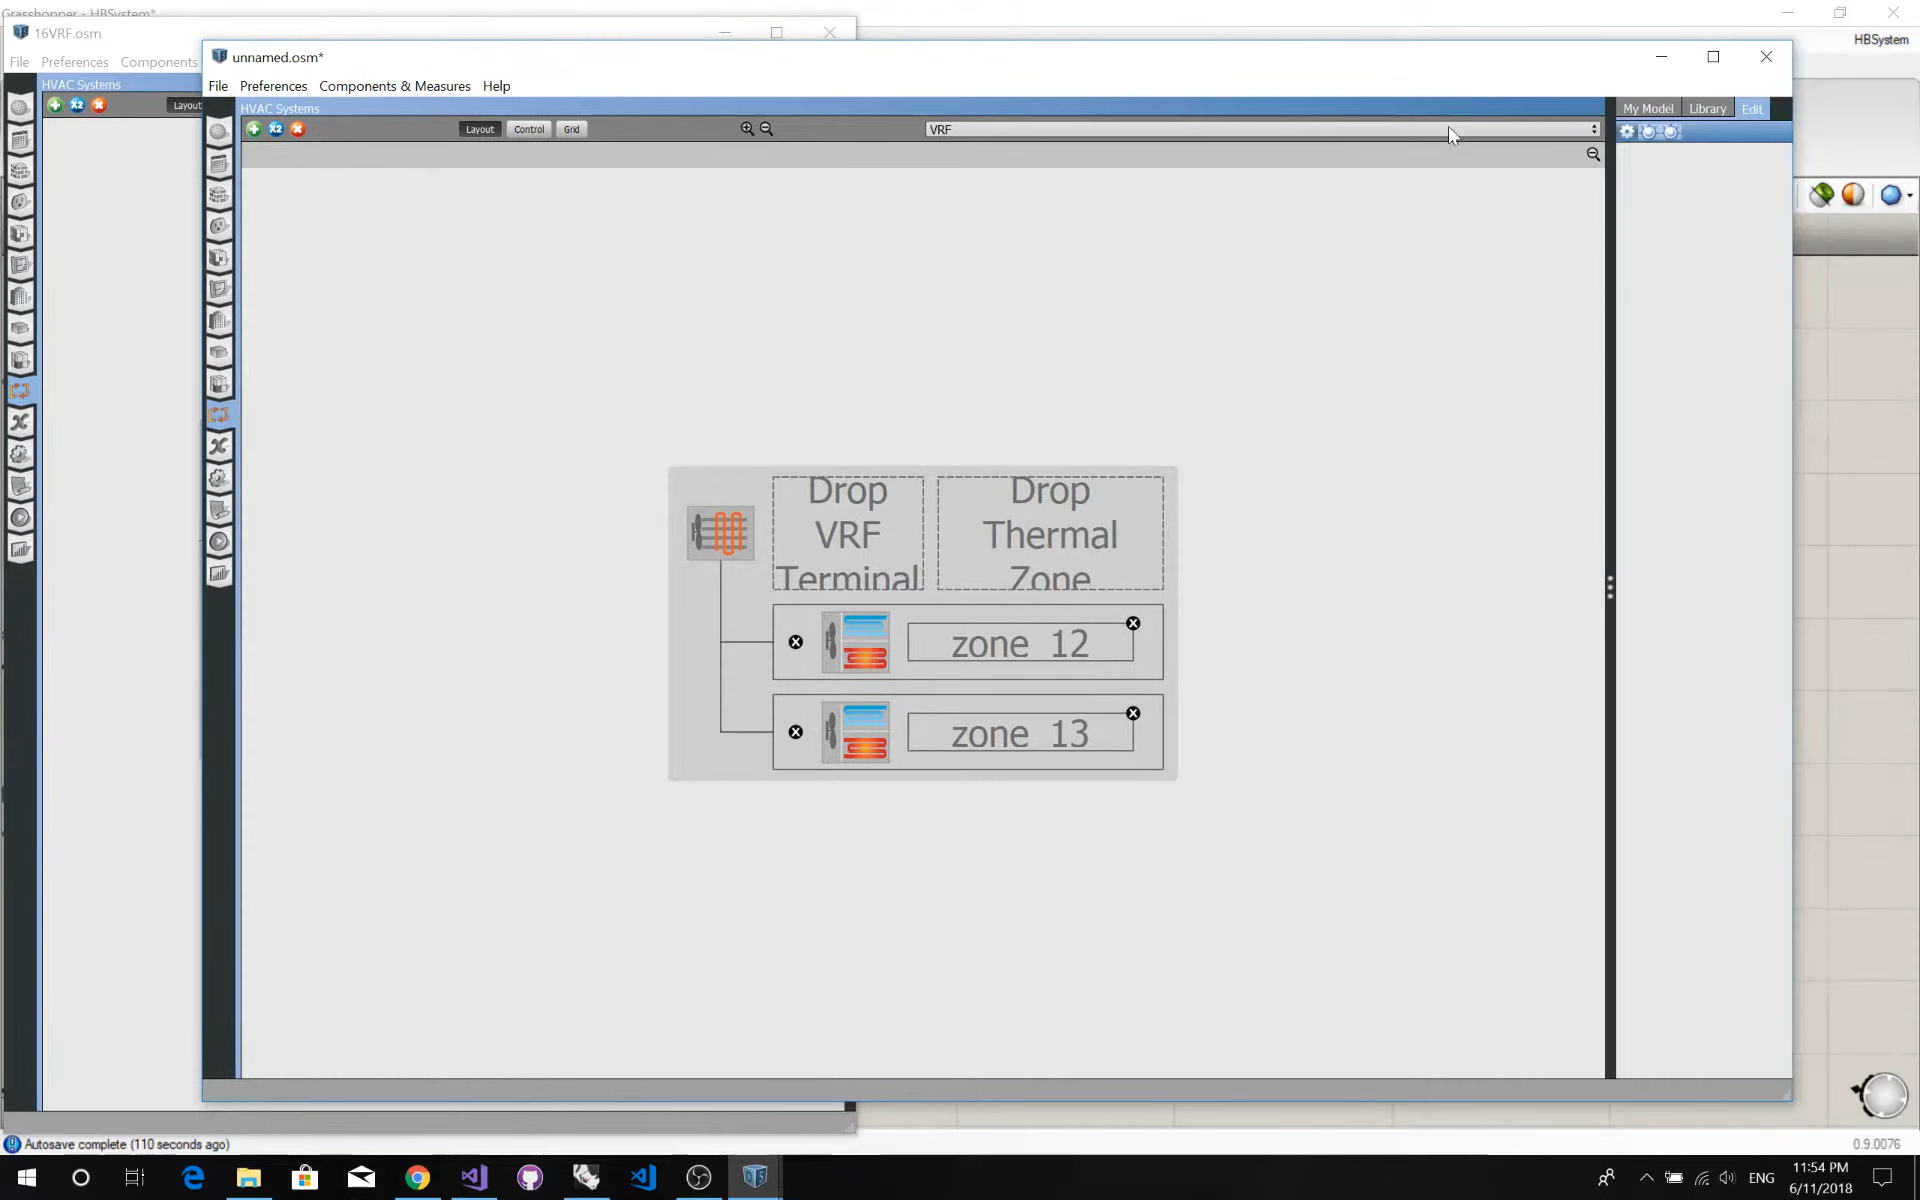 Grasshopper - HBSystem*
16VRF.osm
HBSystem
unnamed.osm*
File Preferences Components
File Preferences Components & Measures Help
HVAC Systems
HVAC Systems
My Model Library Edit
X2 Layout
X2 Layout Control Grid VRF
Drop
VRF
Terminal
Drop
Thermal
Zone
zone 12
zone 13
Autosave complete (110 seconds ago)
0.9.0076
ENG
11:54 PM
6/11/2018